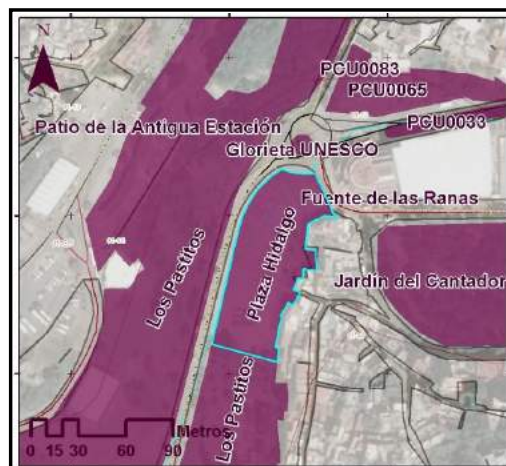 N
PCU0083
PCU0065
PCU0033
Patio de la Antigua Estación
Glorieta UNESCO
Fuente de las Ranas
Plaza Hidalgo
Los Pastitos
Jardín del Cantador
Los Pastitos
Metros
0 15 30 60 90